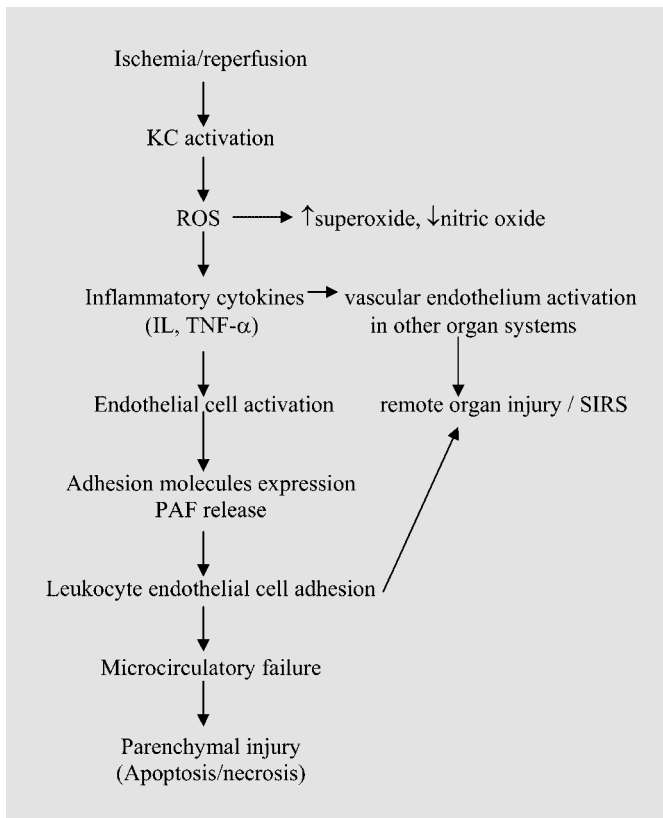 Ischemia/reperfusion
KC activation
ROS
↑superoxide, ↓nitric oxide
Inflammatory cytokines
(IL, TNF-α)
vascular endothelium activation
in other organ systems
Endothelial cell activation
remote organ injury / SIRS
Adhesion molecules expression
PAF release
Leukocyte endothelial cell adhesion
Microcirculatory failure
Parenchymal injury
(Apoptosis/necrosis)